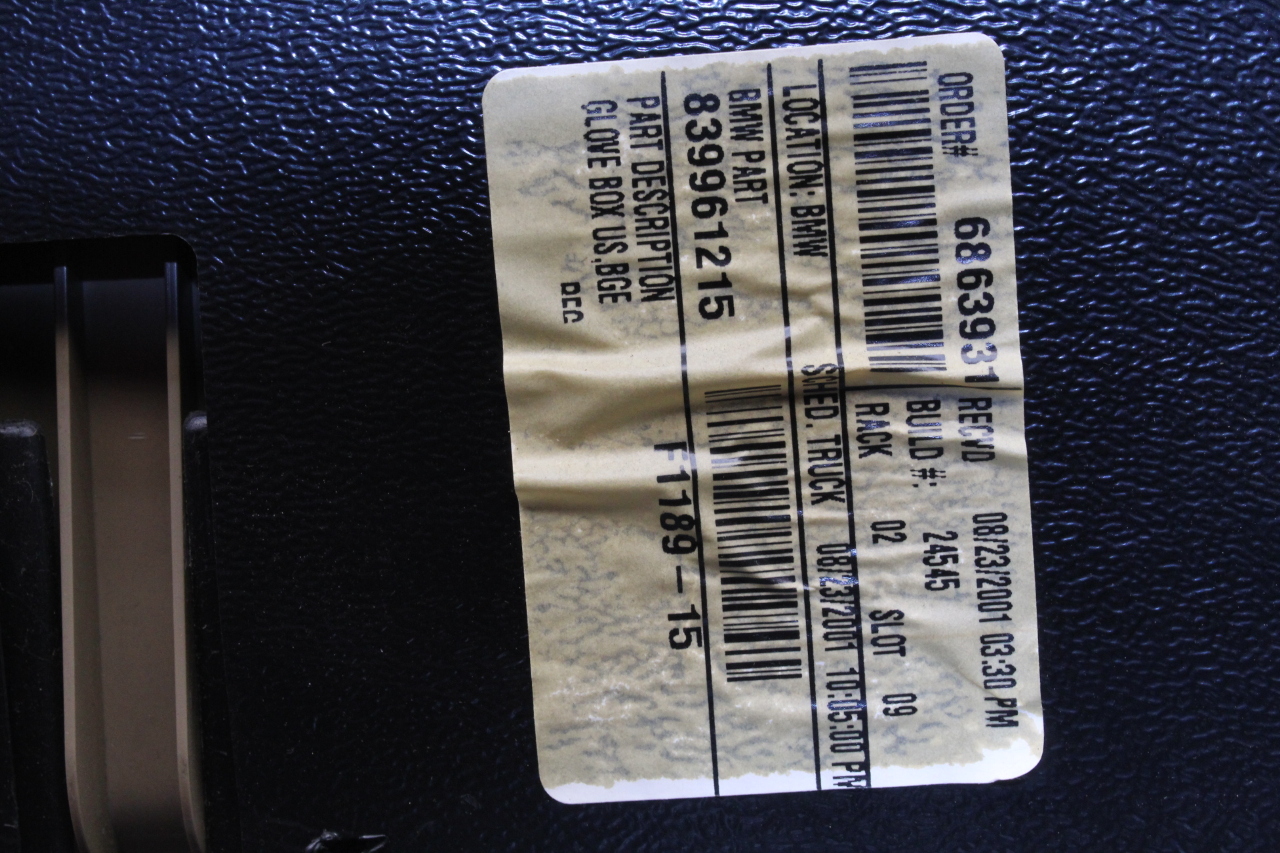 ORDER# 6863931 RECVD 08/23/2001 03:30 PM
BUILD #: 24545
RACK 02 SLOT 09
LOCATION: BMW SCHED. TRUCK 08/23/2001 10:05:00 PM
BMW PART
83996121​5
PART DESCRIPTION F1189-15
GLOVE BOX US,BGE